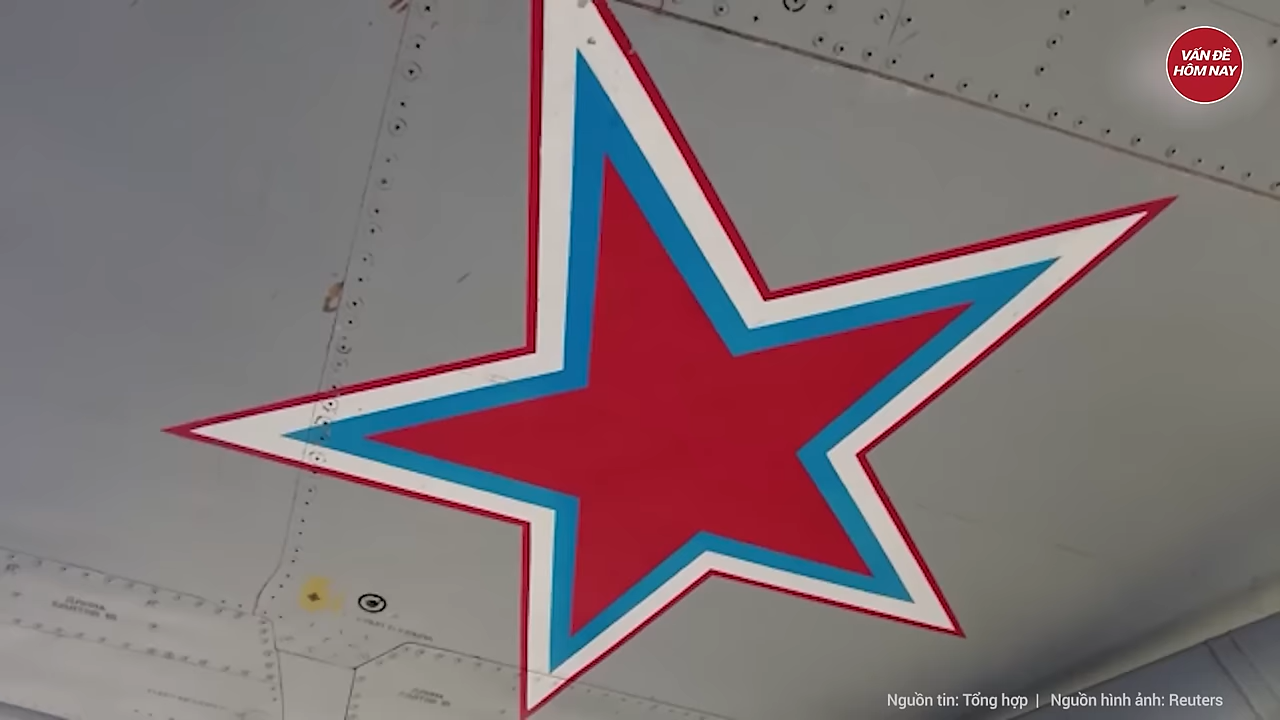 VẤN ĐỀ
HÔM NAY
Nguồn tin: Tổng hợp | Nguồn hình ảnh: Reuters